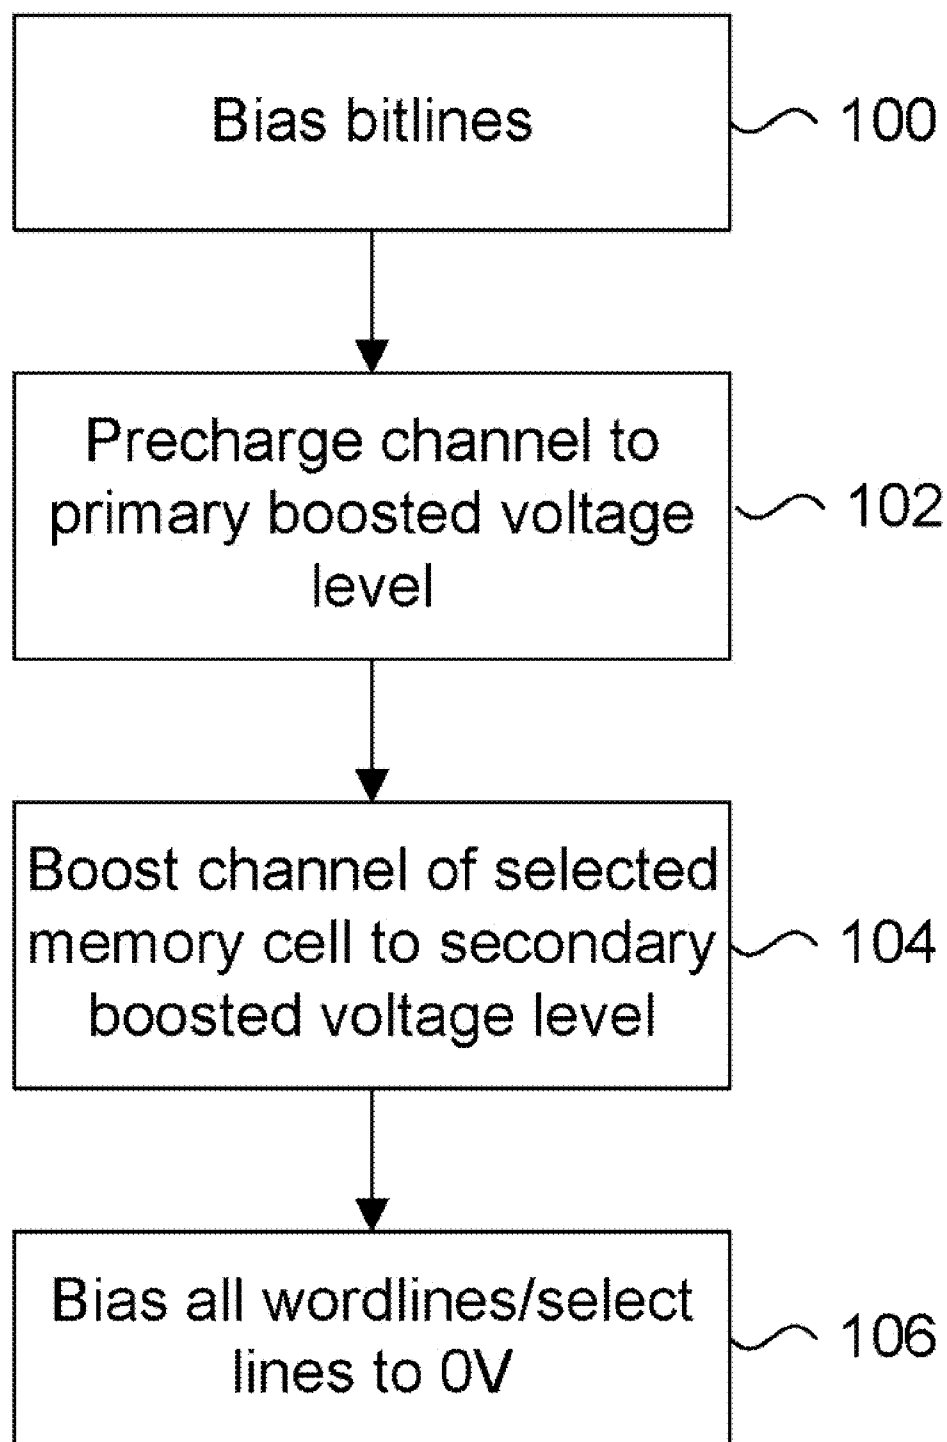 Bias bitlines
100
Precharge channel to
primary boosted voltage
level
102
Boost channel of selected
memory cell to secondary
boosted voltage level
104
Bias all wordlines/select
lines to 0V
106